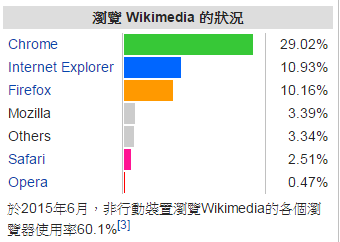 瀏覽 Wikimedia 的狀況
Chrome 29.02%
Internet Explorer 10.93%
Firefox 10.16%
Mozilla 3.39%
Others 3.34%
Safari 2.51%
Opera 0.47%
於2015年6月，非行動裝置瀏覽Wikimedia的各個瀏
覽器使用率60.1%[3]